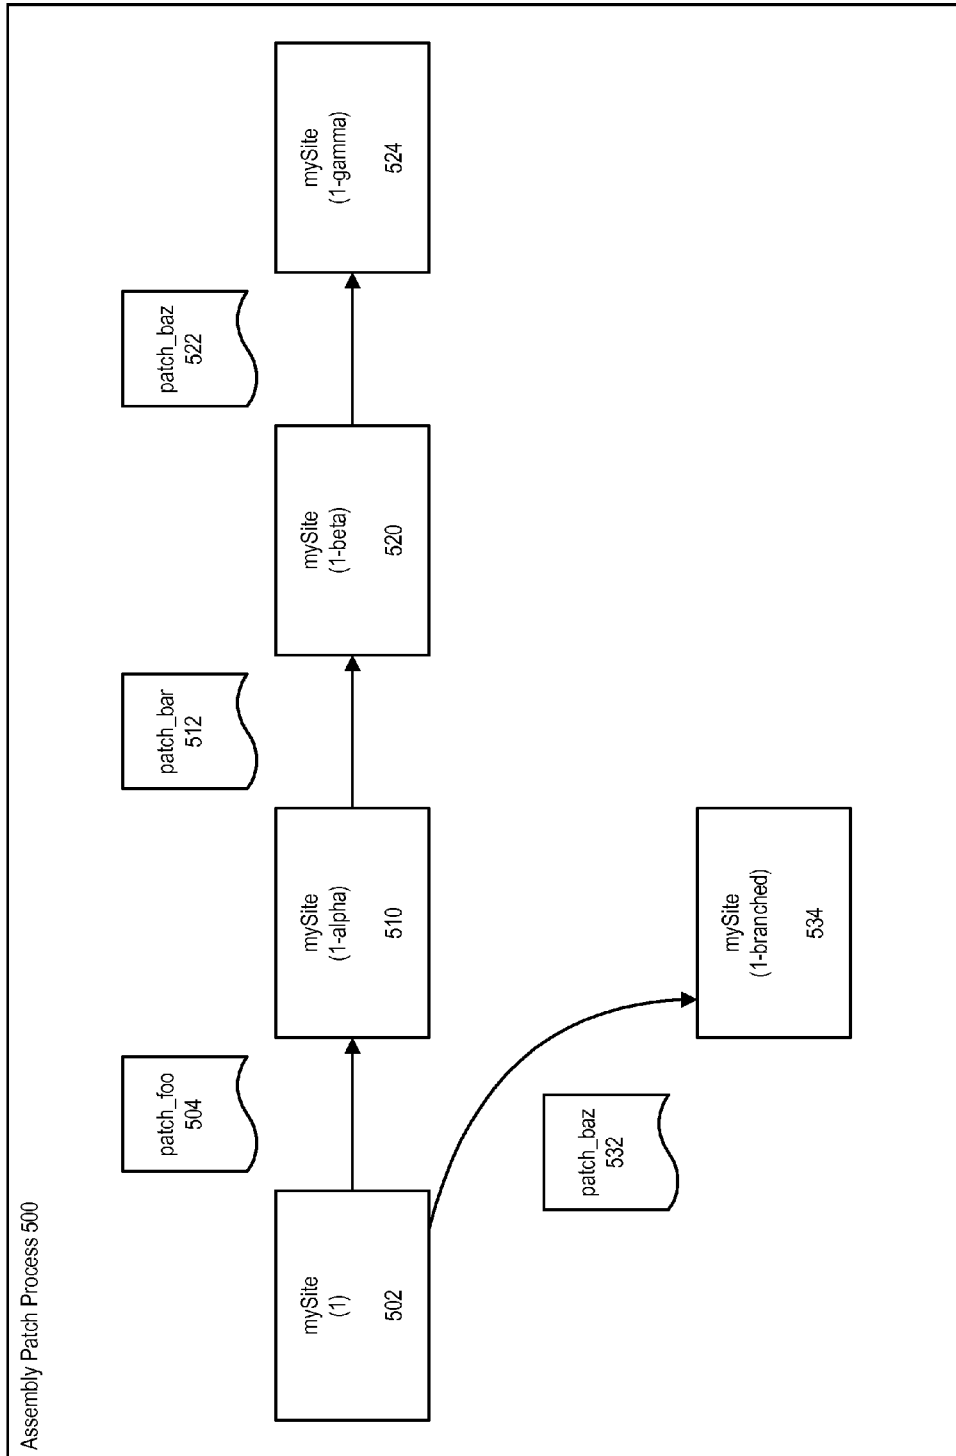 Assembly Patch Process 500
patch_foo
504
patch_bar
512
patch_baz
522
mySite
(1)
502
mySite
(1-alpha)
510
mySite
(1-beta)
520
mySite
(1-gamma)
524
patch_baz
532
mySite
(1-branched)
534